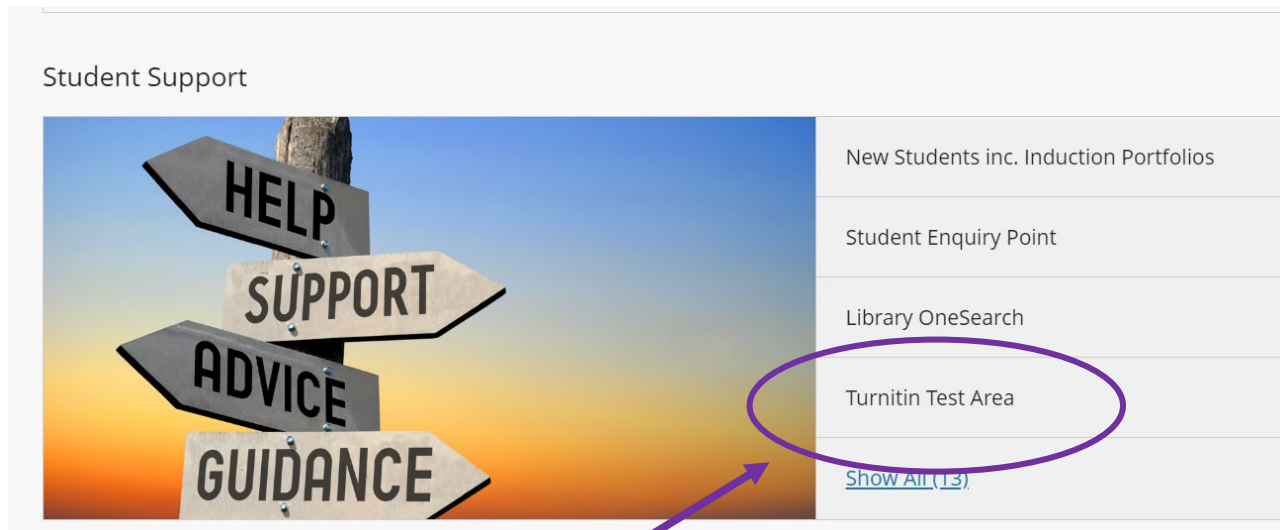 Student Support
HELP
SUPPORT
ADVICE
GUIDANCE
New Students inc. Induction Portfolios
Student Enquiry Point
Library OneSearch
Turnitin Test Area
Show All (13)